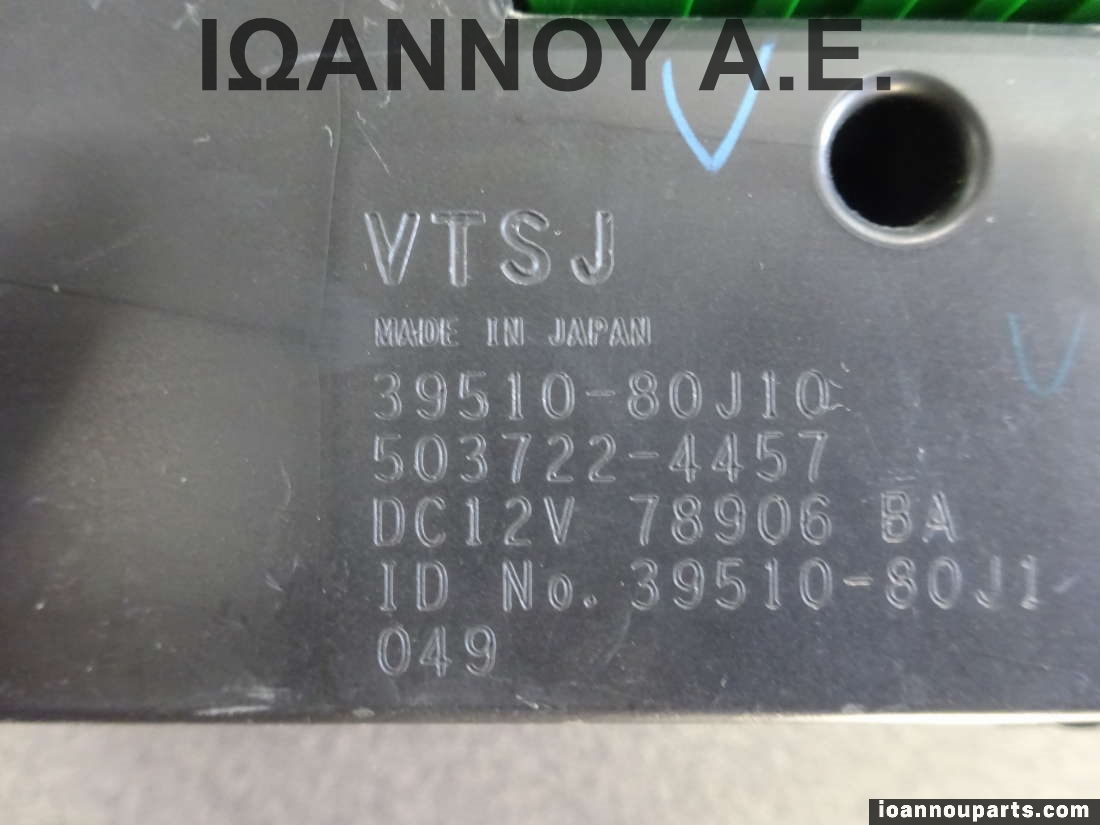 ΙΩΑΝΝΟΥ Α.Ε.
VTSJ
MADE IN JAPAN
39510-80J10
503722-4457
DC12V 78906 BA
ID No. 39510-80J1
049
ioannouparts.com